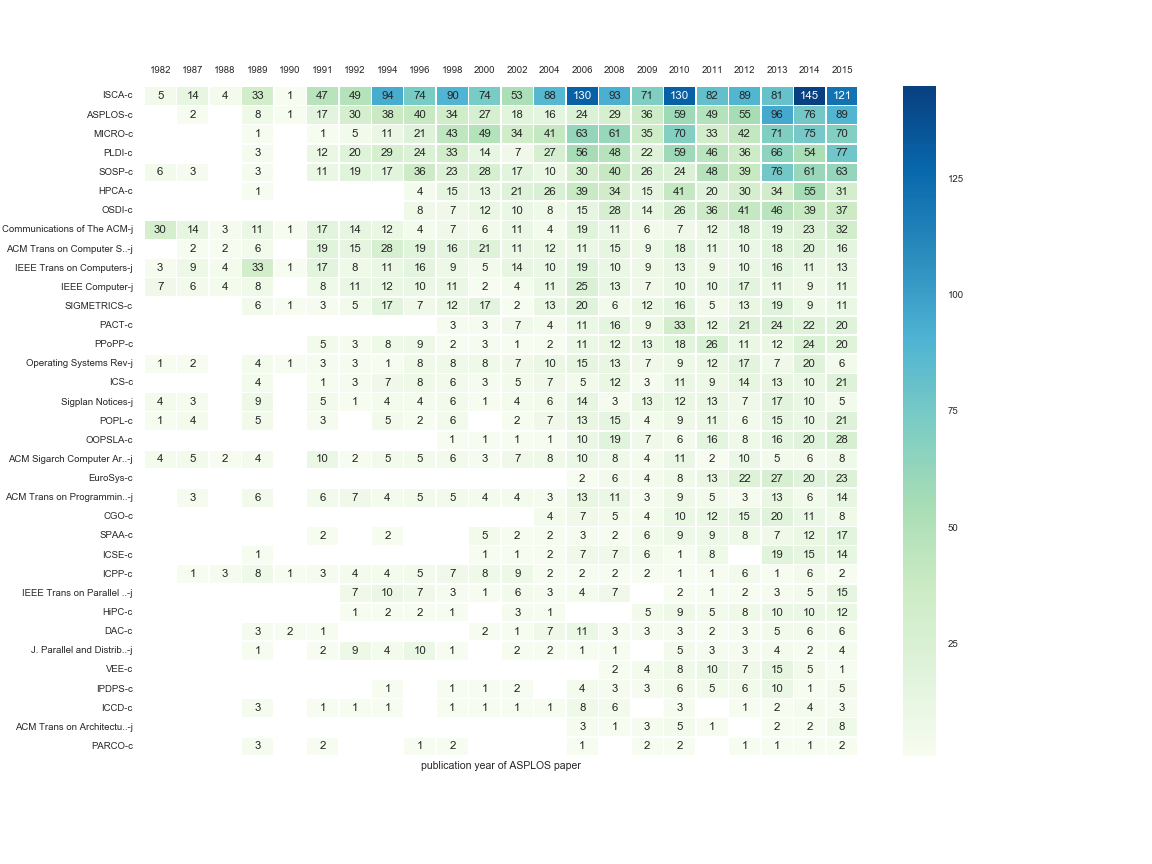 1982 1987 1988 1989 1990 1991 1992 1994 1996 1998 2000 2002 2004 2006 2008 2009 2010 2011 2012 2013 2014 2015
ISCA-c 5 14 4 33 1 47 49 94 74 90 74 53 88 130 93 71 130 82 89 81 145 121
ASPLOS-c 2 8 1 17 30 38 40 34 27 18 16 24 29 36 59 49 55 96 76 89
MICRO-c 1 1 5 11 21 43 49 34 41 63 61 35 70 33 42 71 75 70
PLDI-c 3 12 20 29 24 33 14 7 27 56 48 22 59 46 36 66 54 77
SOSP-c 6 3 3 11 19 17 36 23 28 17 10 30 40 26 24 48 39 76 61 63
125
HPCA-c 1 4 15 13 21 26 39 34 15 41 20 30 34 55 31
OSDI-c 8 7 12 10 8 15 28 14 26 36 41 46 39 37
Communications of The ACM-j 30 14 3 11 1 17 14 12 4 7 6 11 4 19 11 6 7 12 18 19 23 32
ACM Trans on Computer S..-j 2 2 6 19 15 28 19 16 21 11 12 11 15 9 18 11 10 18 20 16
IEEE Trans on Computers-j 3 9 4 33 1 17 8 11 16 9 5 14 10 19 10 9 13 9 10 16 11 13
IEEE Computer-j 7 6 4 8 8 11 12 10 11 2 4 11 25 13 7 10 10 17 11 9 11
100
SIGMETRICS-c 6 1 3 5 17 7 12 17 2 13 20 6 12 16 5 13 19 9 11
PACT-c 3 3 7 4 11 16 9 33 12 21 24 22 20
PPoPP-c 5 3 8 9 2 3 1 2 11 12 13 18 26 11 12 24 20
Operating Systems Rev-j 1 2 4 1 3 3 1 8 8 8 7 10 15 13 7 9 12 17 7 20 6
ICS-c 4 1 3 7 8 6 3 5 7 5 12 3 11 9 14 13 10 21
Sigplan Notices-j 4 3 9 5 1 4 4 6 1 4 6 14 3 13 12 13 7 17 10 5
75
POPL-c 1 4 5 3 5 2 6 2 7 13 15 4 9 11 6 15 10 21
OOPSLA-c 1 1 1 1 10 19 7 6 16 8 16 20 28
ACM Sigarch Computer Ar..-j 4 5 2 4 10 2 5 5 6 3 7 8 10 8 4 11 2 10 5 6 8
EuroSys-c 2 6 4 8 13 22 27 20 23
ACM Trans on Programmin..-j 3 6 6 7 4 5 5 4 4 3 13 11 3 9 5 3 13 6 14
CGO-c 4 7 5 4 10 12 15 20 11 8
50
SPAA-c 2 2 5 2 2 3 2 6 9 9 8 7 12 17
ICSE-c 1 1 1 2 7 7 6 1 8 19 15 14
ICPP-c 1 3 8 1 3 4 4 5 7 8 9 2 2 2 2 1 1 6 1 6 2
IEEE Trans on Parallel ..-j 7 10 7 3 1 6 3 4 7 2 1 2 3 5 15
HiPC-c 1 2 2 1 3 1 5 9 5 8 10 10 12
DAC-c 3 2 1 2 1 7 11 3 3 3 2 3 5 6 6
25
J. Parallel and Distrib..-j 1 2 9 4 10 1 2 2 1 1 5 3 3 4 2 4
VEE-c 2 4 8 10 7 15 5 1
IPDPS-c 1 1 1 2 4 3 3 6 5 6 10 1 5
ICCD-c 3 1 1 1 1 1 1 1 8 6 3 3 1 2 4 3
ACM Trans on Architectu..-j 3 1 3 5 1 2 2 8
PARCO-c 3 2 1 2 1 2 2 1 1 1 2
publication year of ASPLOS paper